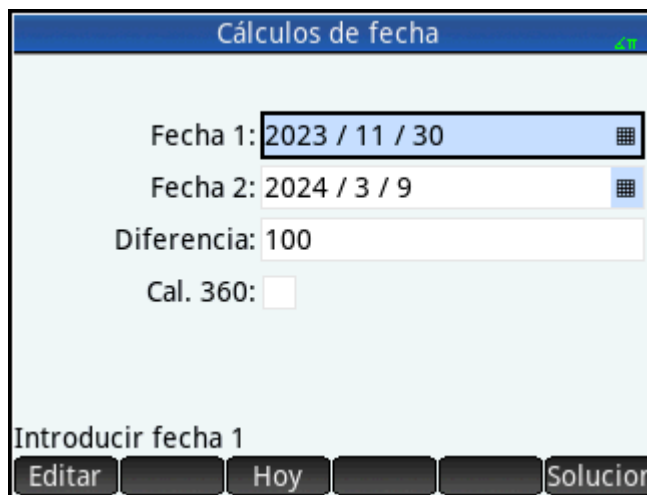 Cálculos de fecha
∠π
Fecha 1: 2023 / 11 / 30
Fecha 2: 2024 / 3 / 9
Diferencia: 100
Cal. 360:
Introducir fecha 1
Editar Hoy Solucior